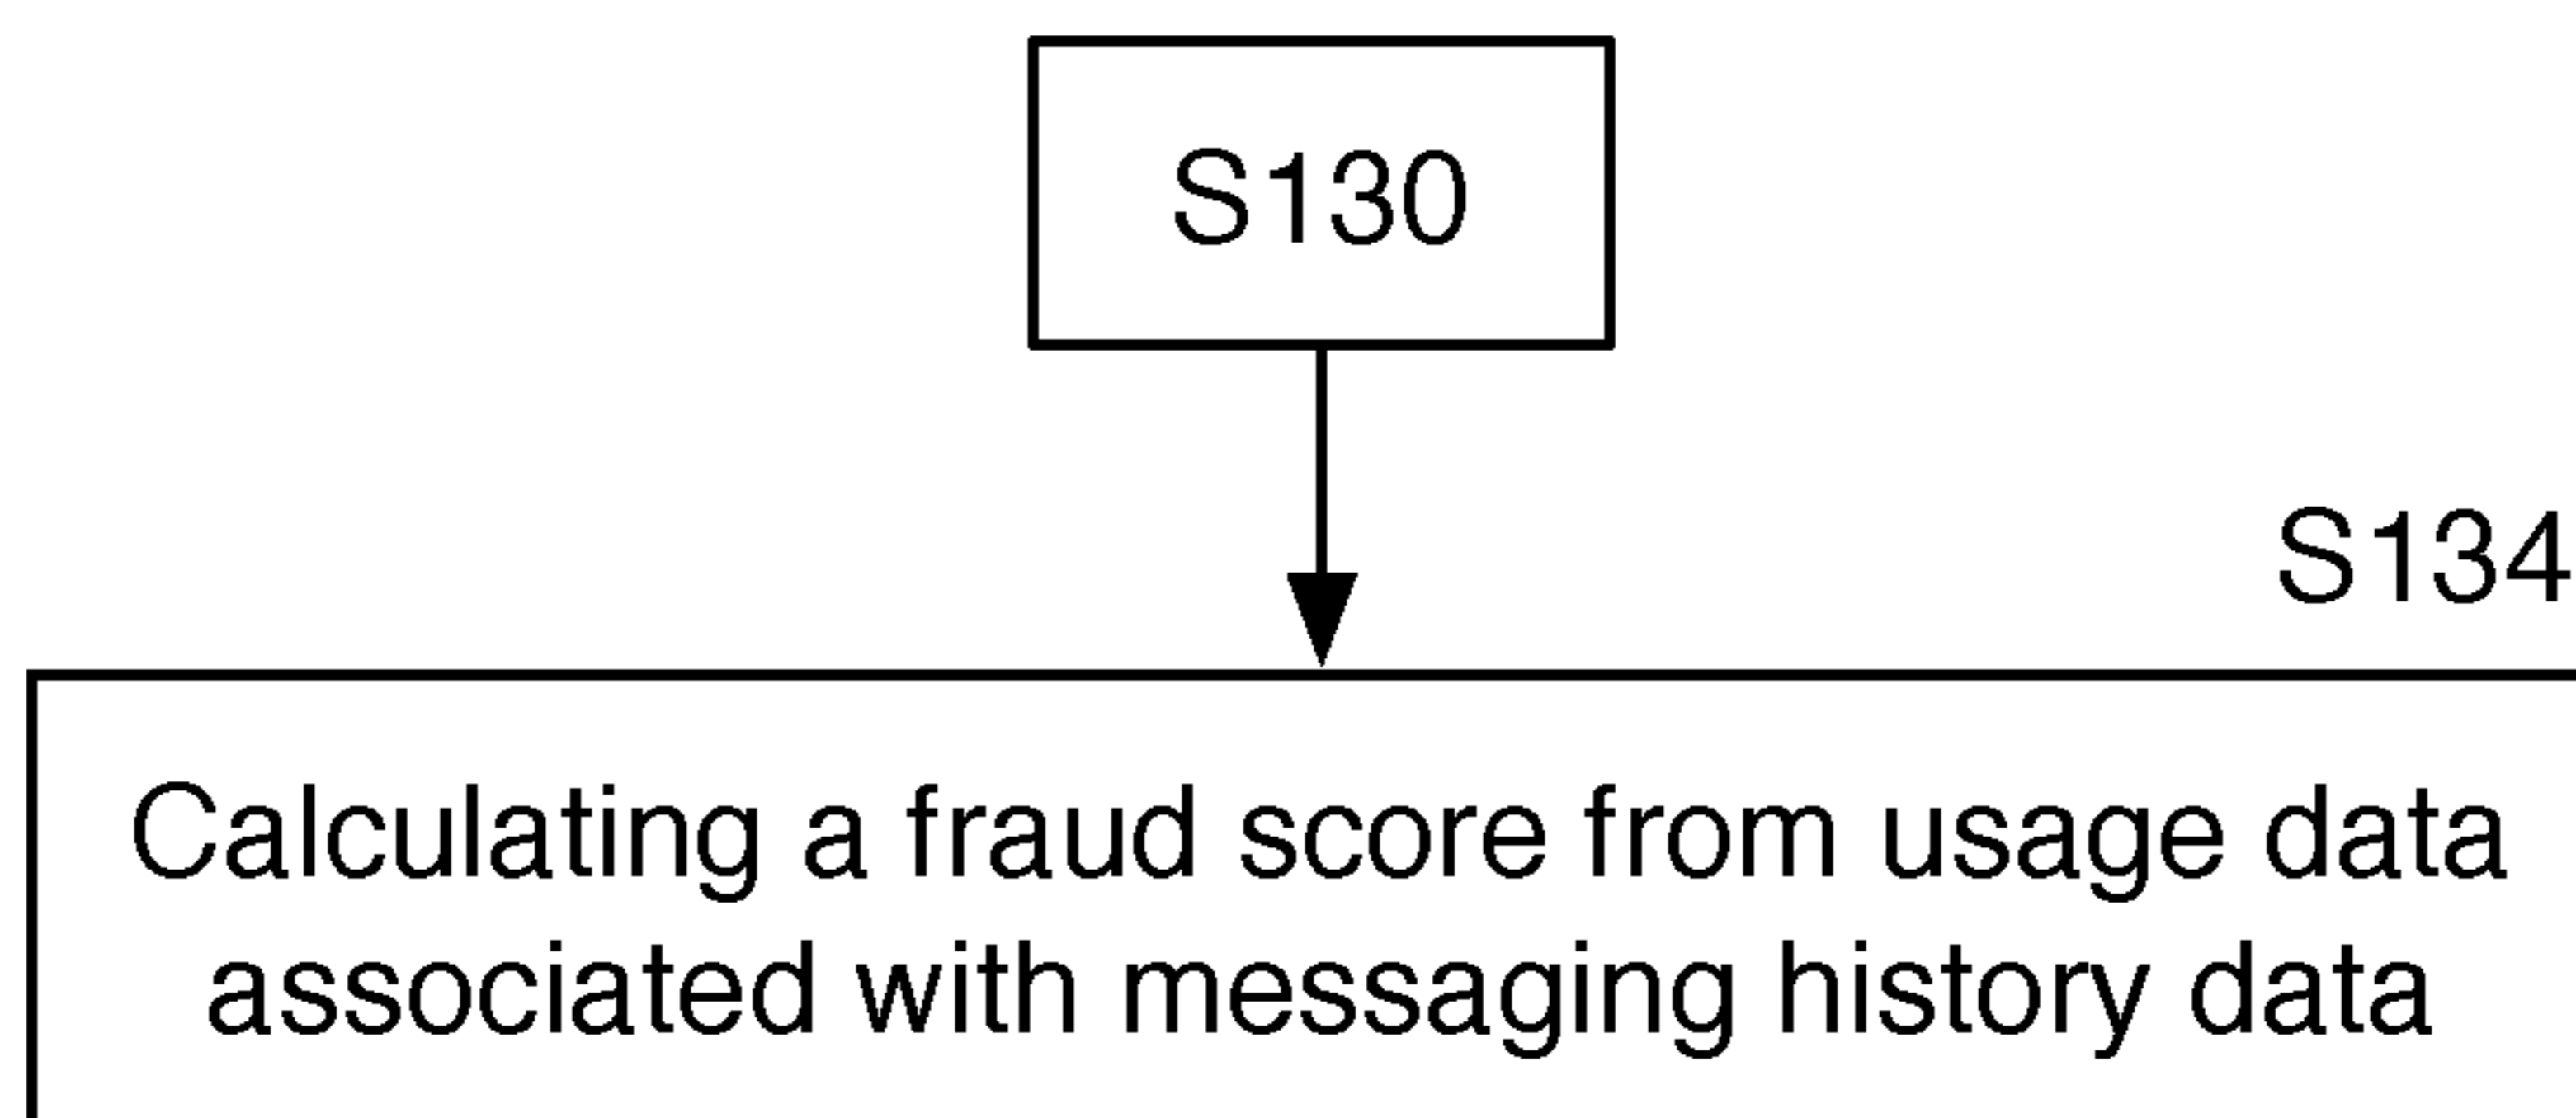 S130
S134
Calculating a fraud score from usage data
associated with messaging history data